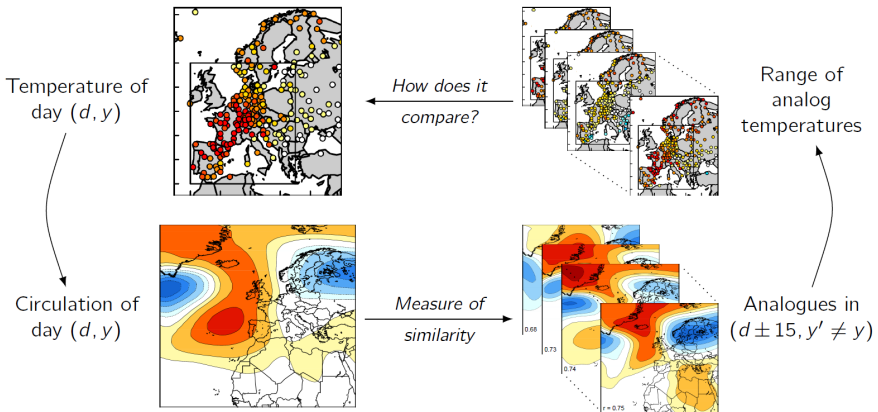 Temperature of
day (d, y)
How does it
compare?
Range of
analog
temperatures
Circulation of
day (d, y)
Measure of
similarity
0.68
0.73
0.74
r = 0.75
Analogues in
(d ± 15, y′ ≠ y)